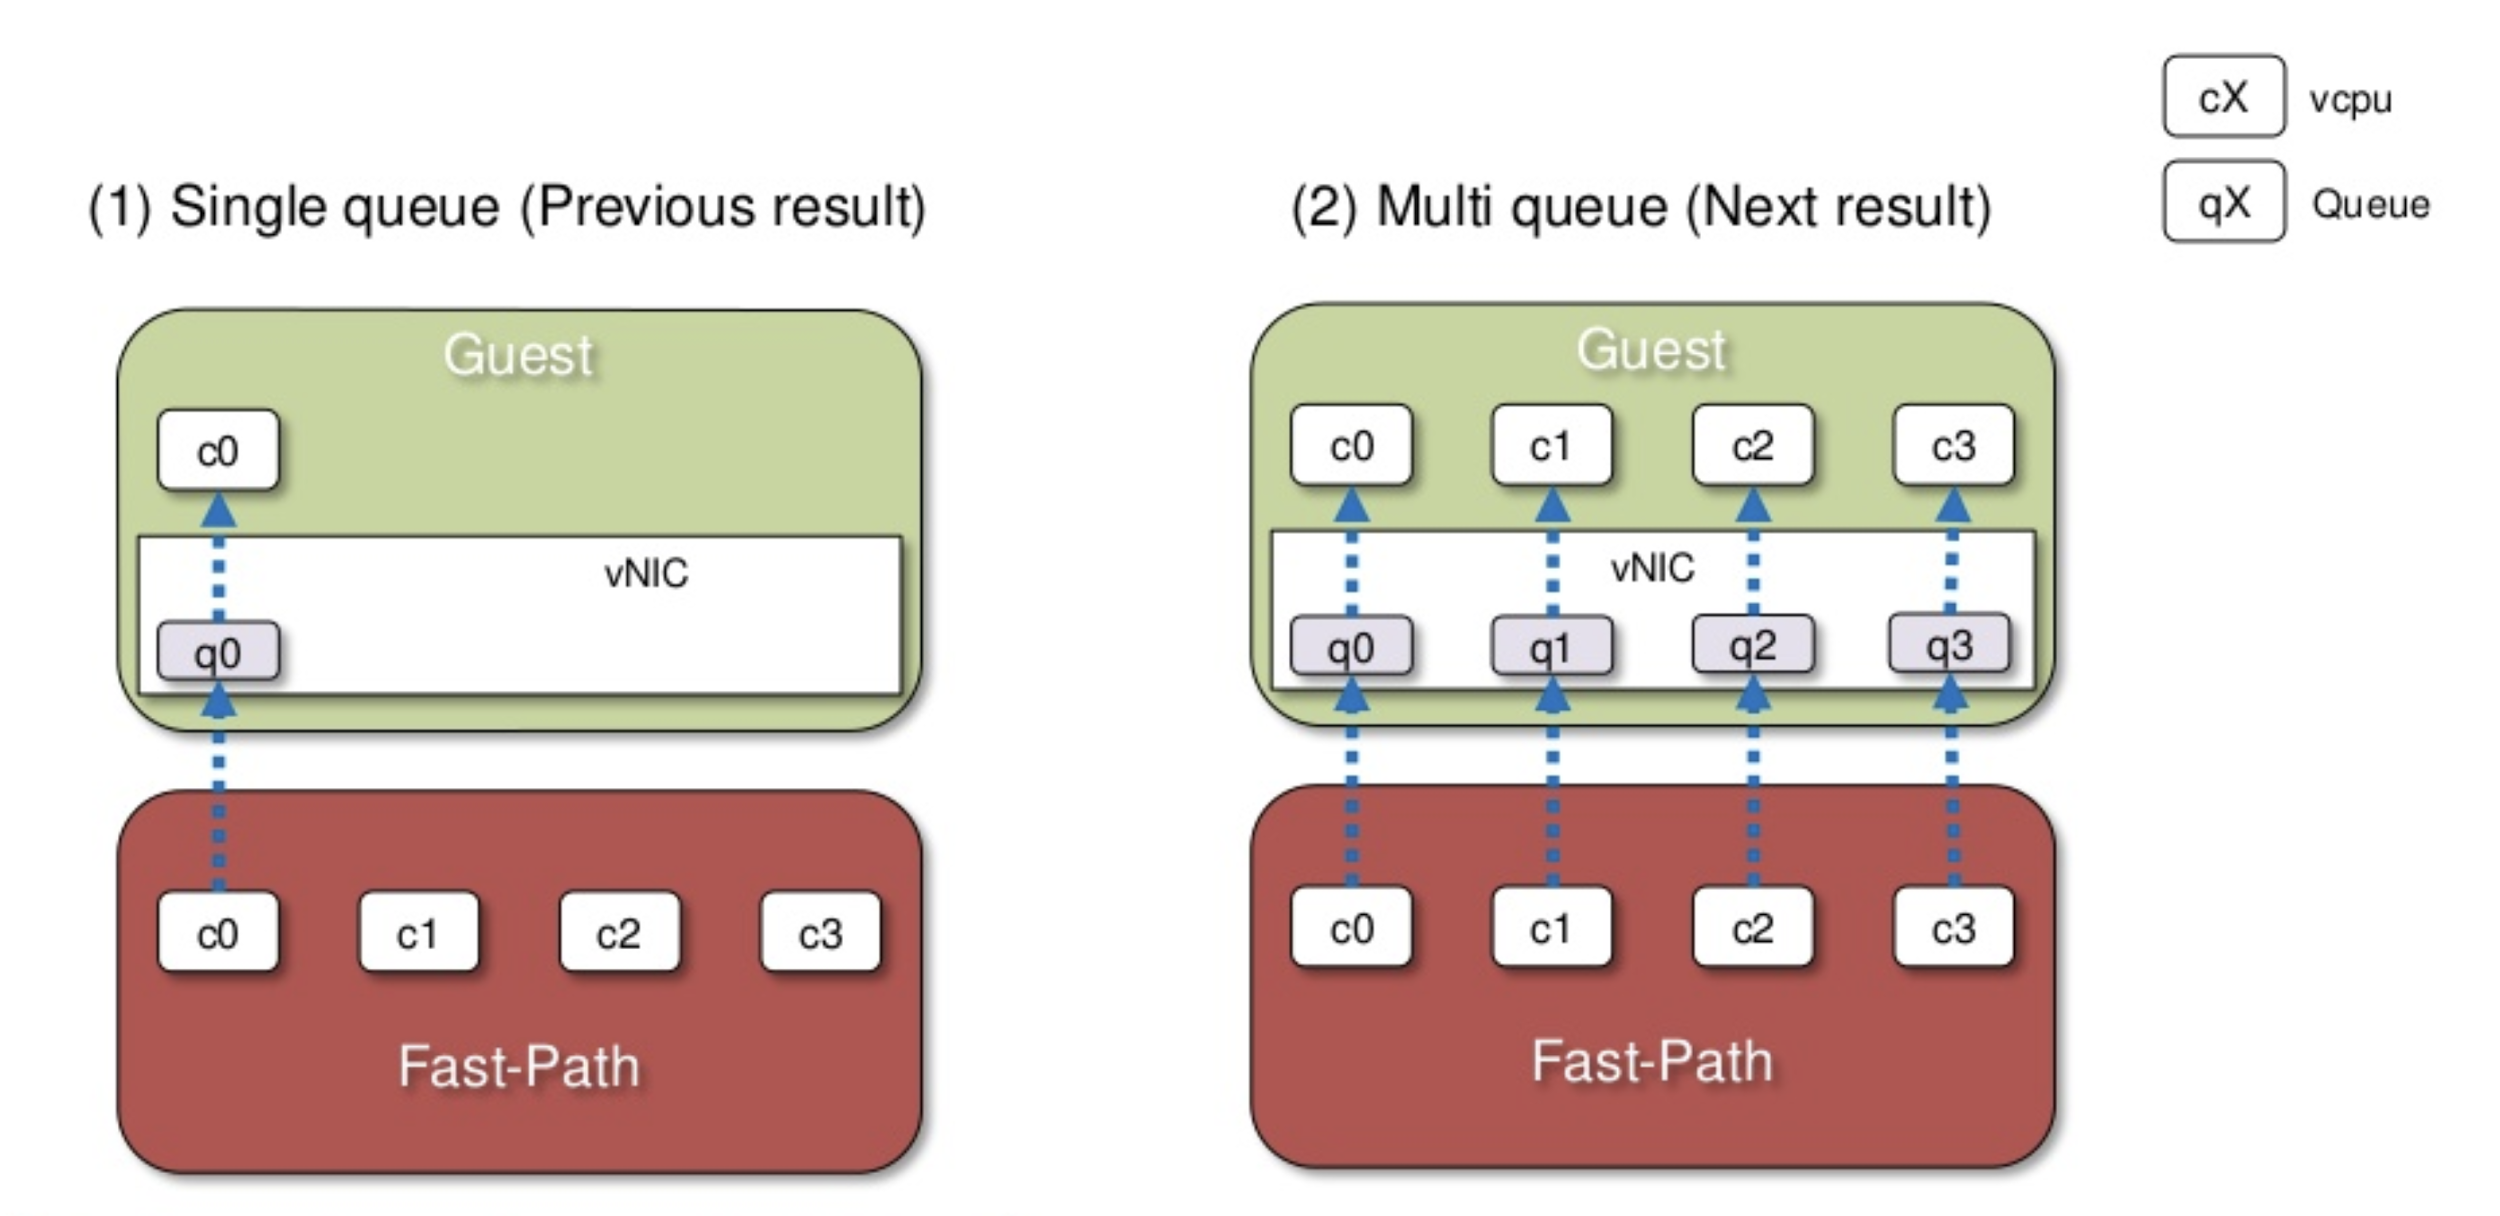 cX vcpu
qX Queue
(1) Single queue (Previous result)
Guest
c0
vNIC
q0
c0 c1 c2 c3
Fast-Path
(2) Multi queue (Next result)
Guest
c0 c1 c2 c3
vNIC
q0 q1 q2 q3
c0 c1 c2 c3
Fast-Path